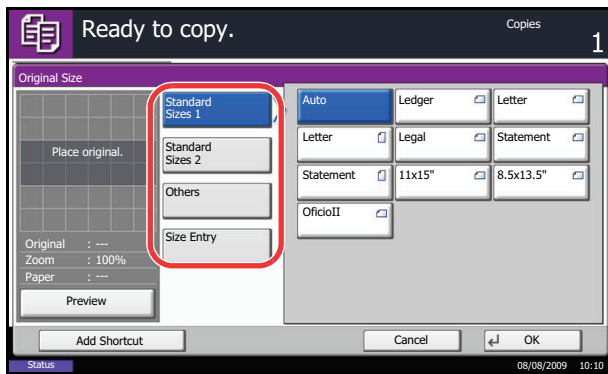 Ready to copy.
Copies
1
Original Size
Place original.
Original : ---
Zoom : 100%
Paper : ---
Preview
Standard
Sizes 1
Standard
Sizes 2
Others
Size Entry
Auto
Ledger
Letter
Letter
Legal
Statement
Statement
11x15"
8.5x13.5"
OficioII
Add Shortcut
Cancel
OK
Status
08/08/2009 10:10